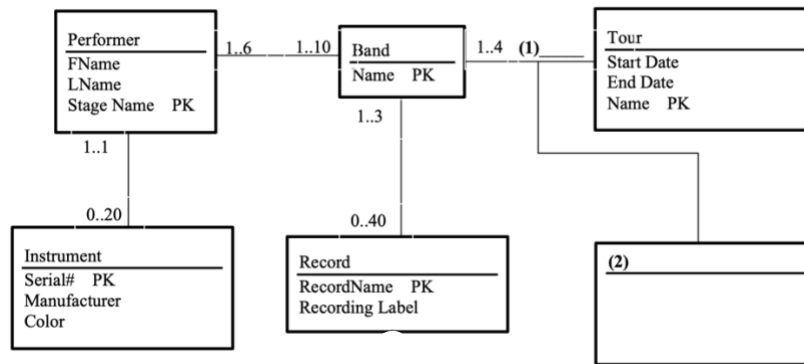 Performer
FName
LName
Stage Name PK
1..6
1..10
Band
Name PK
1..4
(1)____
Tour
Start Date
End Date
Name PK
1..1
0..20
1..3
0..40
Instrument
Serial# PK
Manufacturer
Color
Record
RecordName PK
Recording Label
(2)